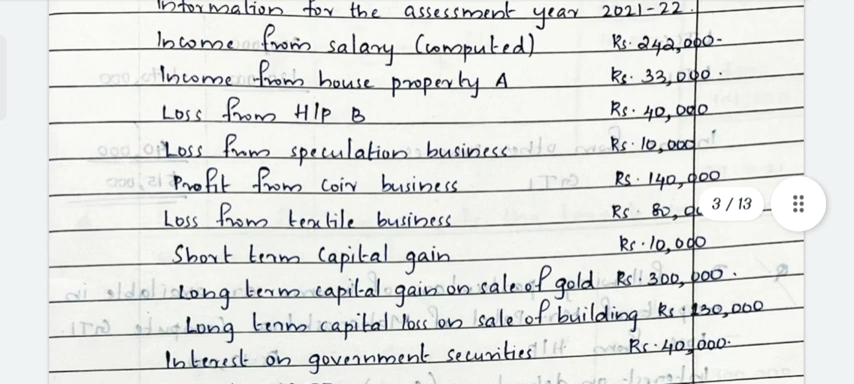 Information for the assessment year 2021-22.
Income from salary (computed) Rs. 242,000-
Income from house property A Rs. 33,000.
Loss from H/P B Rs. 40,000
Loss from speculation business Rs. 10,000
Profit from coir business Rs. 140,000
3 / 13
Loss from textile business Rs. 80,
Short term Capital gain Rs. 10,000
Long term capital gain on sale of gold Rs. 300,000.
Long term capital loss on sale of building Rs. 130,000
Interest on government securities Rs. 40,000.